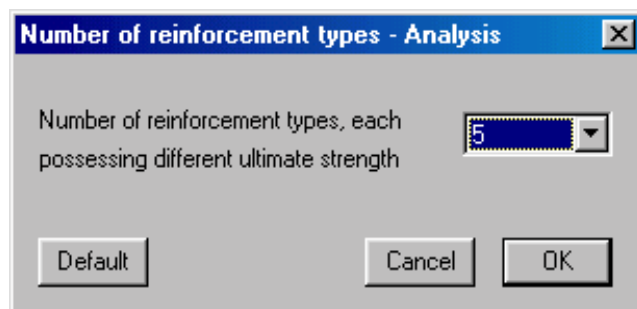 Number of reinforcement types - Analysis
Number of reinforcement types, each
possessing different ultimate strength
5
Default
Cancel
OK